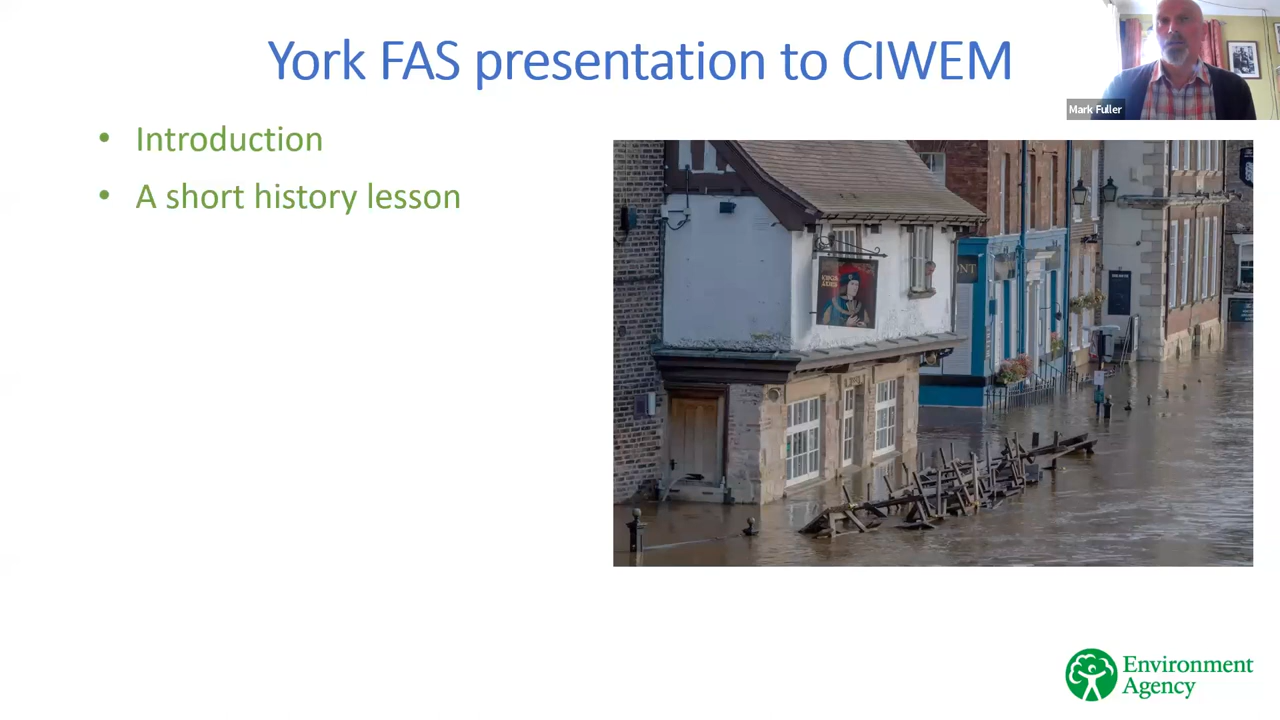 York FAS presentation to CIWEM
Mark Fuller
• Introduction
• A short history lesson
Environment
Agency